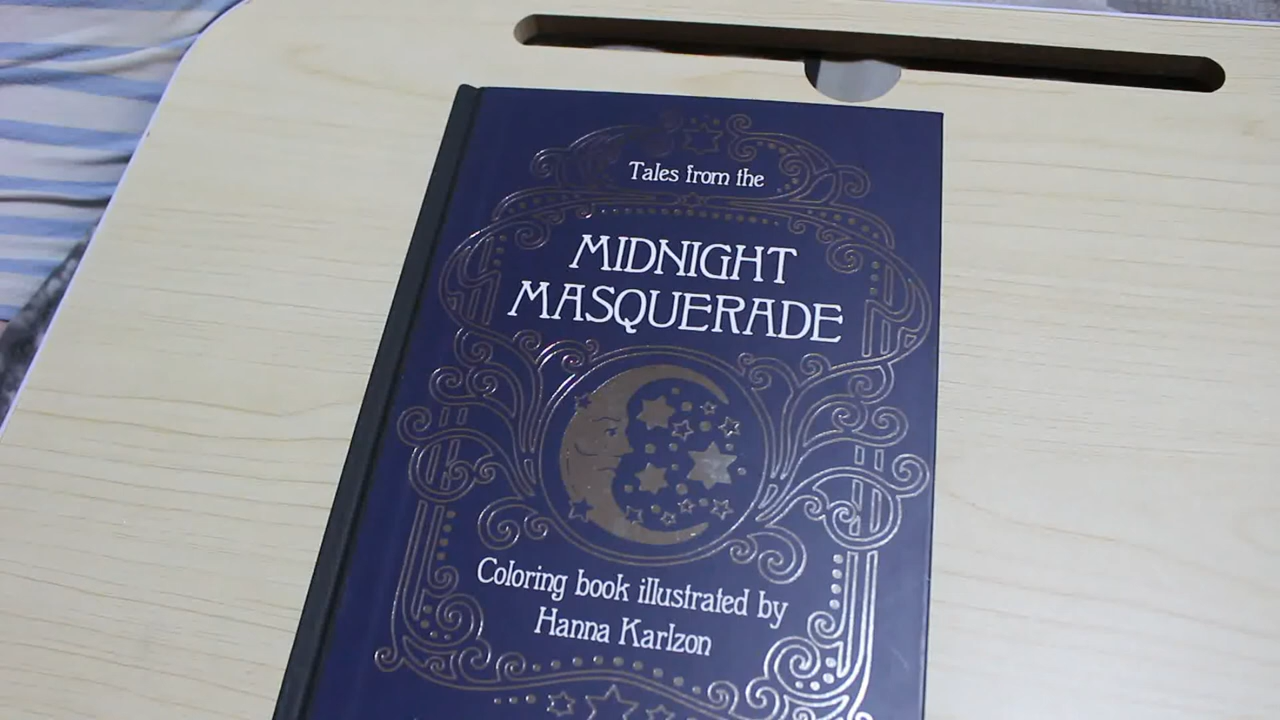 Tales from the
MIDNIGHT
MASQUERADE
Coloring book illustrated by
Hanna Karlzon